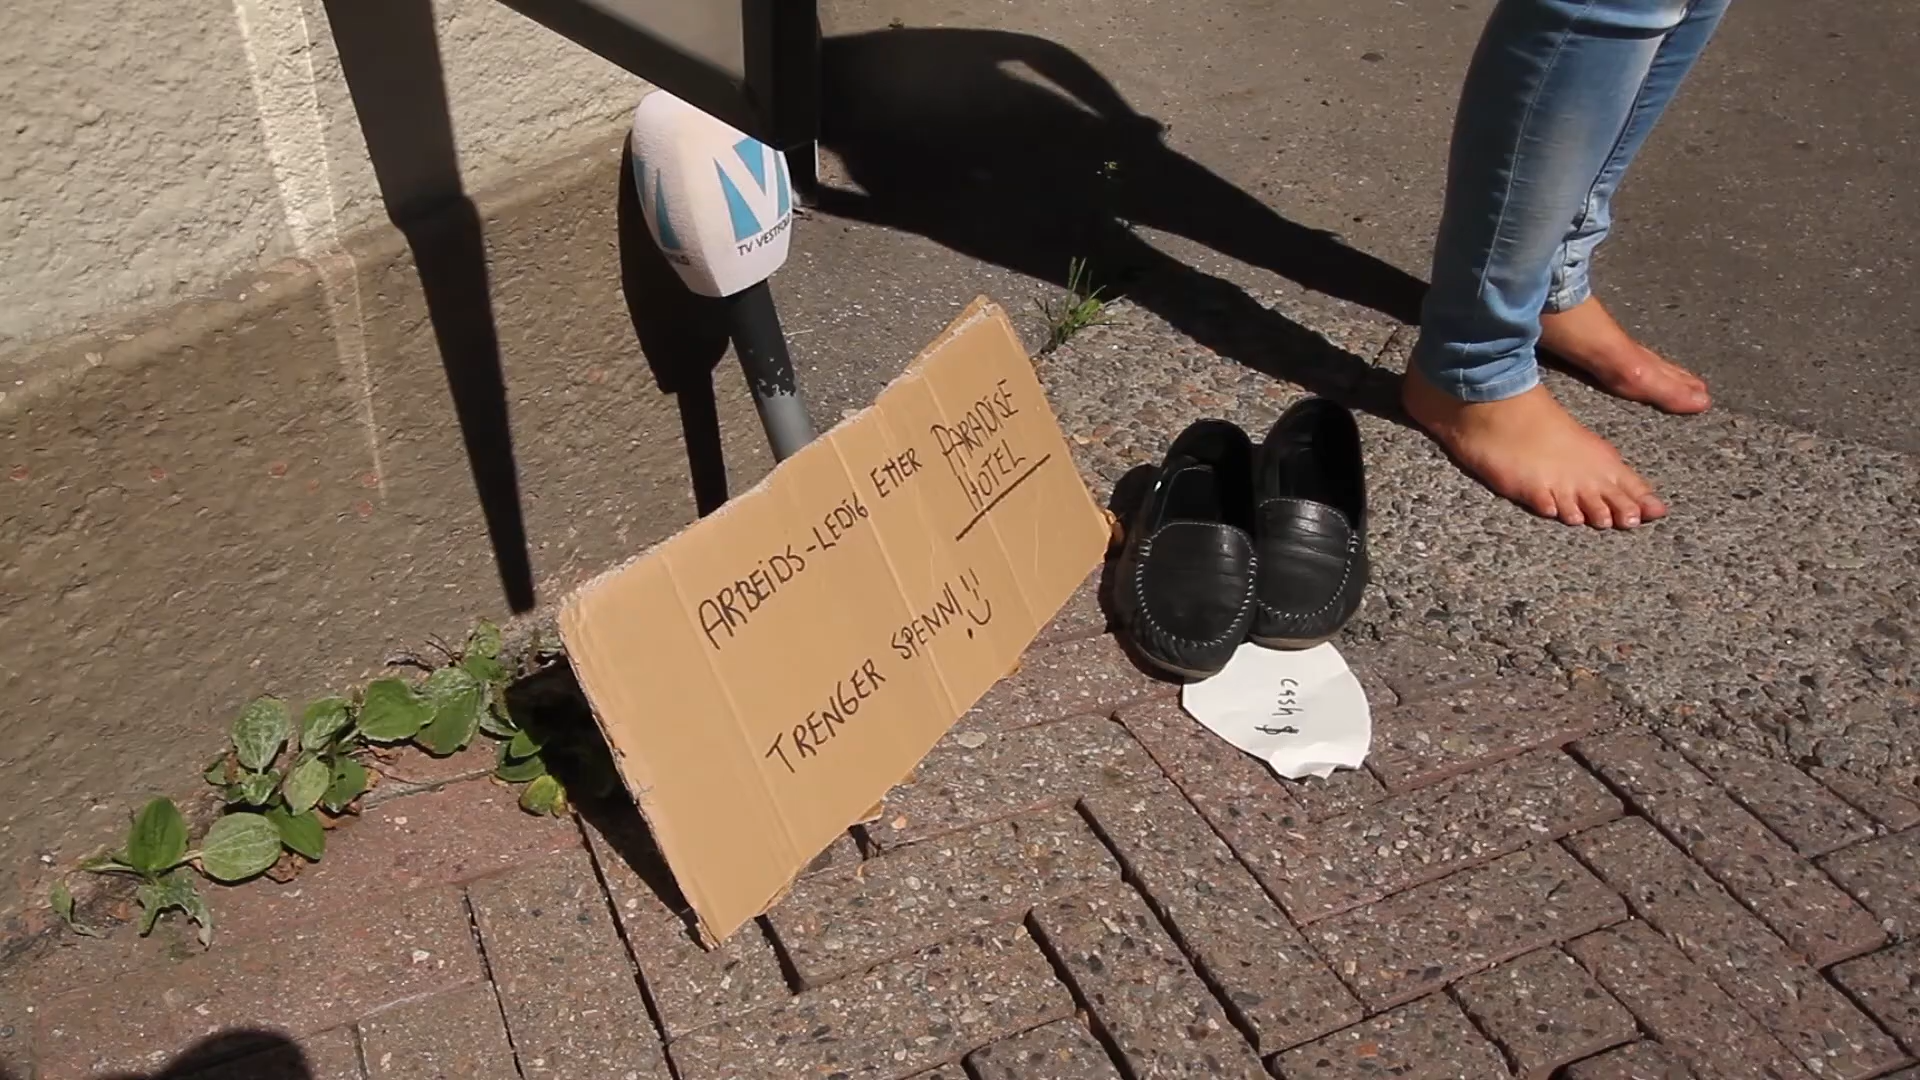 TV VESTFOLD
ARBEIDS-LEDIG ETTER PARADISE
HOTEL
TRENGER SPENN! !! :)
cash $